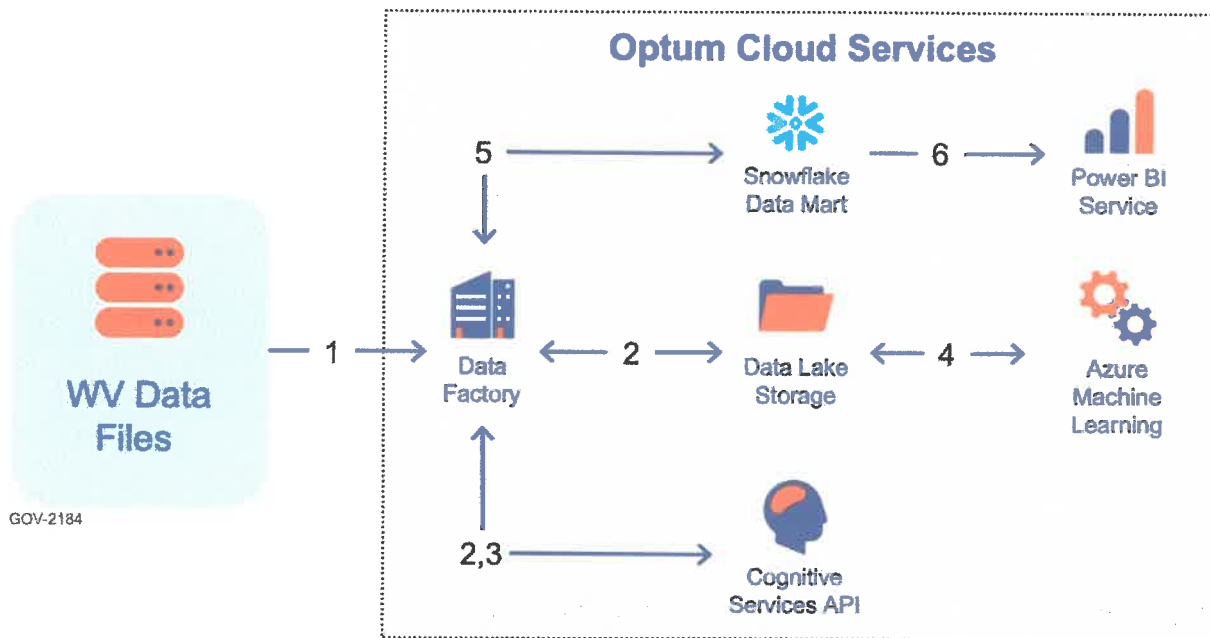 Optum Cloud Services
5
6
Snowflake
Data Mart
Power BI
Service
WV Data
Files
1
Data
Factory
2
Data Lake
Storage
4
Azure
Machine
Learning
GOV-2184
2,3
Cognitive
Services API